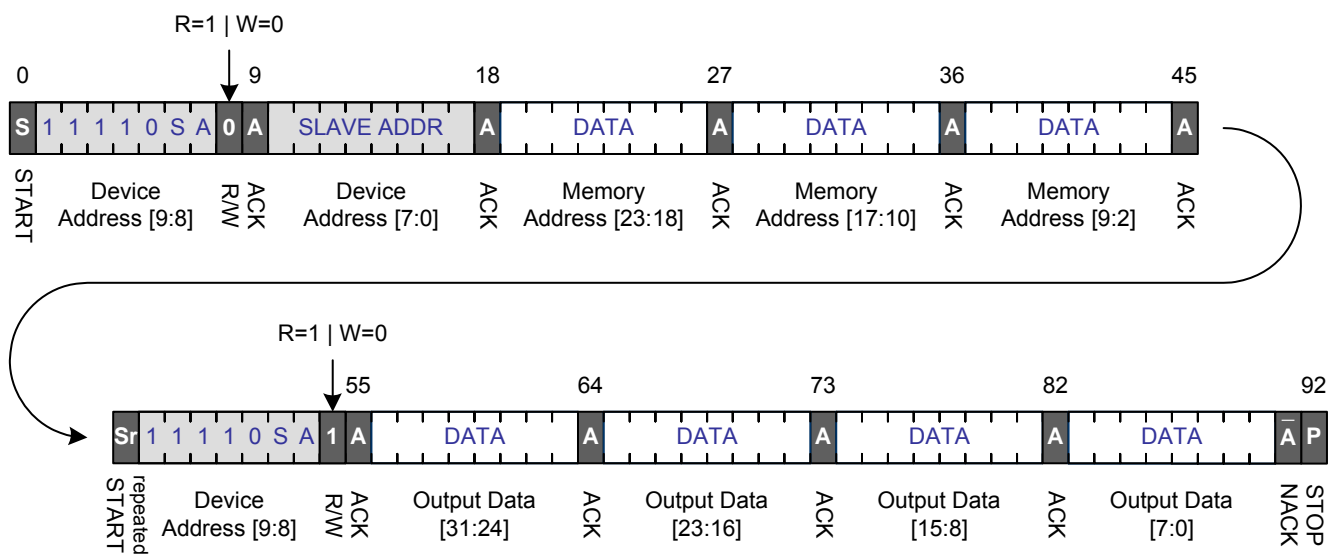 R=1 | W=0
0 9 18 27 36 45
S 1 1 1 1 0 S A 0 A SLAVE ADDR A DATA A DATA A DATA A
START Device Address [9:8] R/W ACK Device Address [7:0] ACK Memory Address [23:18] ACK Memory Address [17:10] ACK Memory Address [9:2] ACK
R=1 | W=0
55 64 73 82 92
Sr 1 1 1 1 0 S A 1 A DATA A DATA A DATA A DATA A̅ P
repeated START Device Address [9:8] R/W ACK Output Data [31:24] ACK Output Data [23:16] ACK Output Data [15:8] ACK Output Data [7:0] NACK STOP